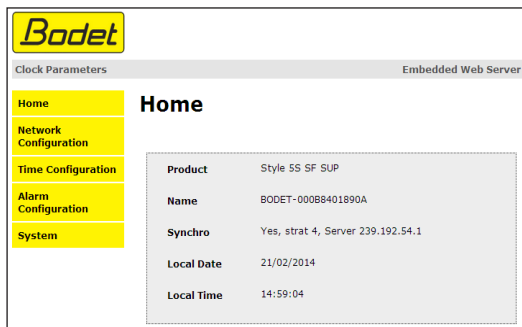 Bodet
Clock Parameters Embedded Web Server
Home
Network
Configuration
Time Configuration
Alarm
Configuration
System
Home
Product Style 5S SF SUP
Name BODET-000B8401890A
Synchro Yes, strat 4, Server 239.192.54.1
Local Date 21/02/2014
Local Time 14:59:04